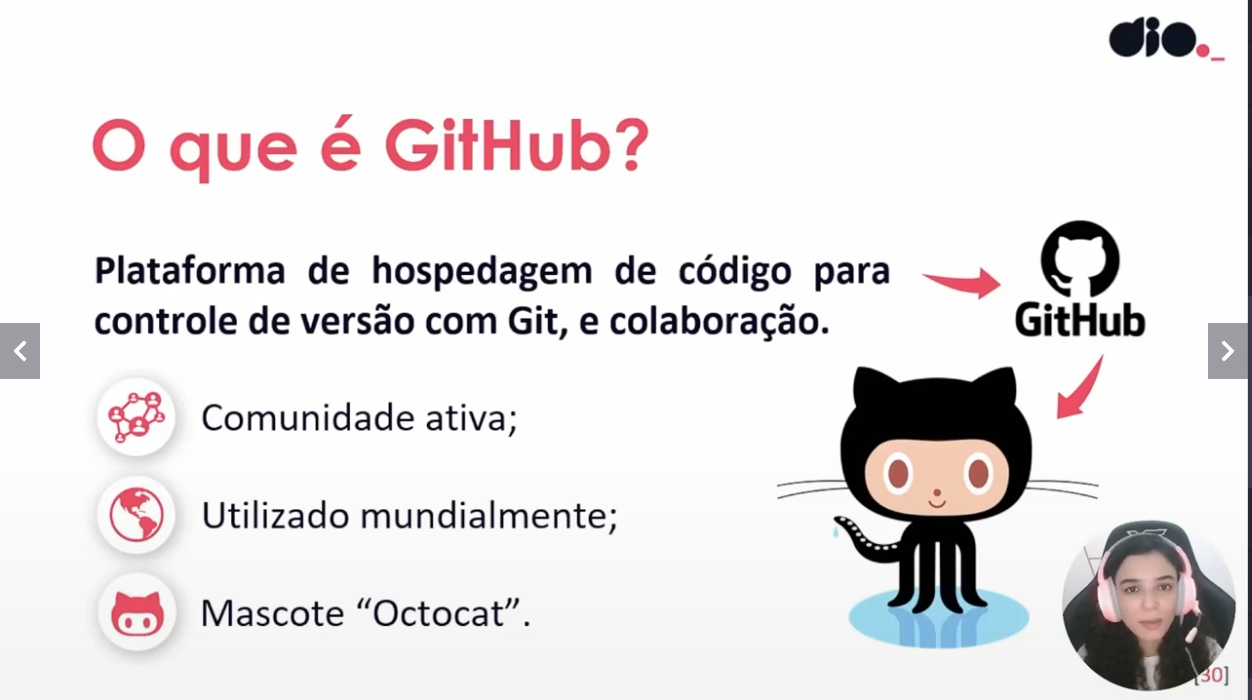 dio._
O que é GitHub?
Plataforma de hospedagem de código para
controle de versão com Git, e colaboração.
GitHub
Comunidade ativa;
Utilizado mundialmente;
Mascote “Octocat”.
[30]